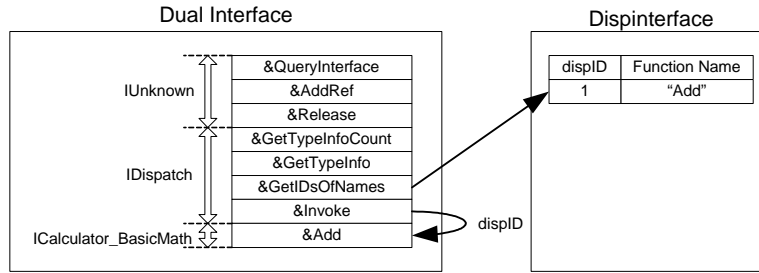 Dual Interface
Dispinterface
IUnknown
&QueryInterface
&AddRef
&Release
IDispatch
&GetTypeInfoCount
&GetTypeInfo
&GetIDsOfNames
&Invoke
ICalculator_BasicMath
&Add
dispID
dispID Function Name
1 “Add”